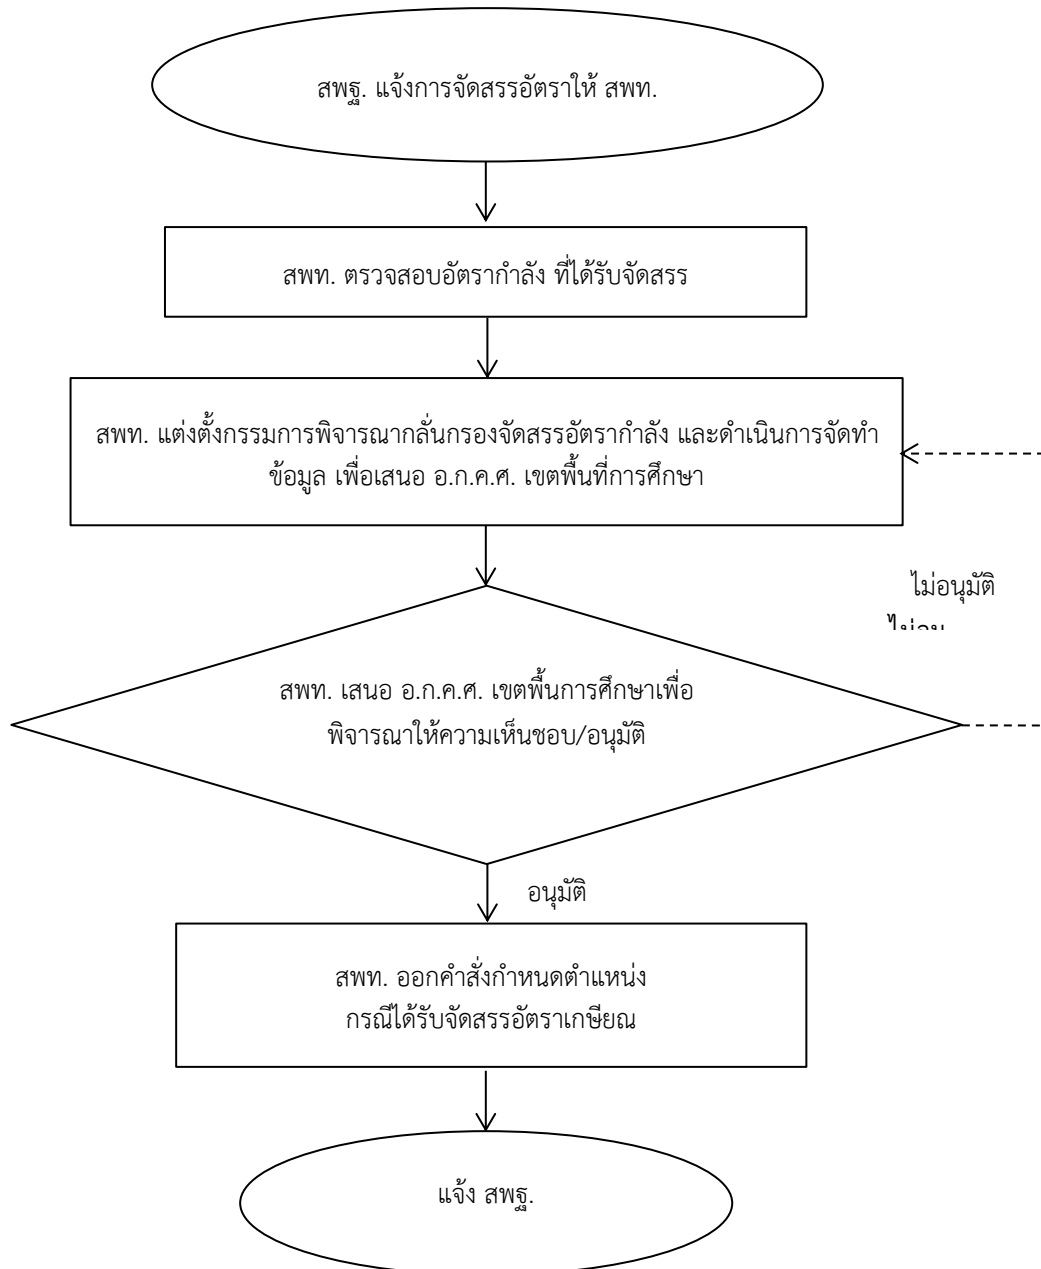 สพฐ. แจ้งการจัดสรรอัตราให้ สพท.
สพท. ตรวจสอบอัตรากำลัง ที่ได้รับจัดสรร
สพท. แต่งตั้งกรรมการพิจารณากลั่นกรองจัดสรรอัตรากำลัง และดำเนินการจัดทำ
ข้อมูล เพื่อเสนอ อ.ก.ค.ศ. เขตพื้นที่การศึกษา
ไม่อนุมัติ
สพท. เสนอ อ.ก.ค.ศ. เขตพื้นการศึกษาเพื่อ
พิจารณาให้ความเห็นชอบ/อนุมัติ
อนุมัติ
สพท. ออกคำสั่งกำหนดตำแหน่ง
กรณีได้รับจัดสรรอัตราเกษียณ
แจ้ง สพฐ.